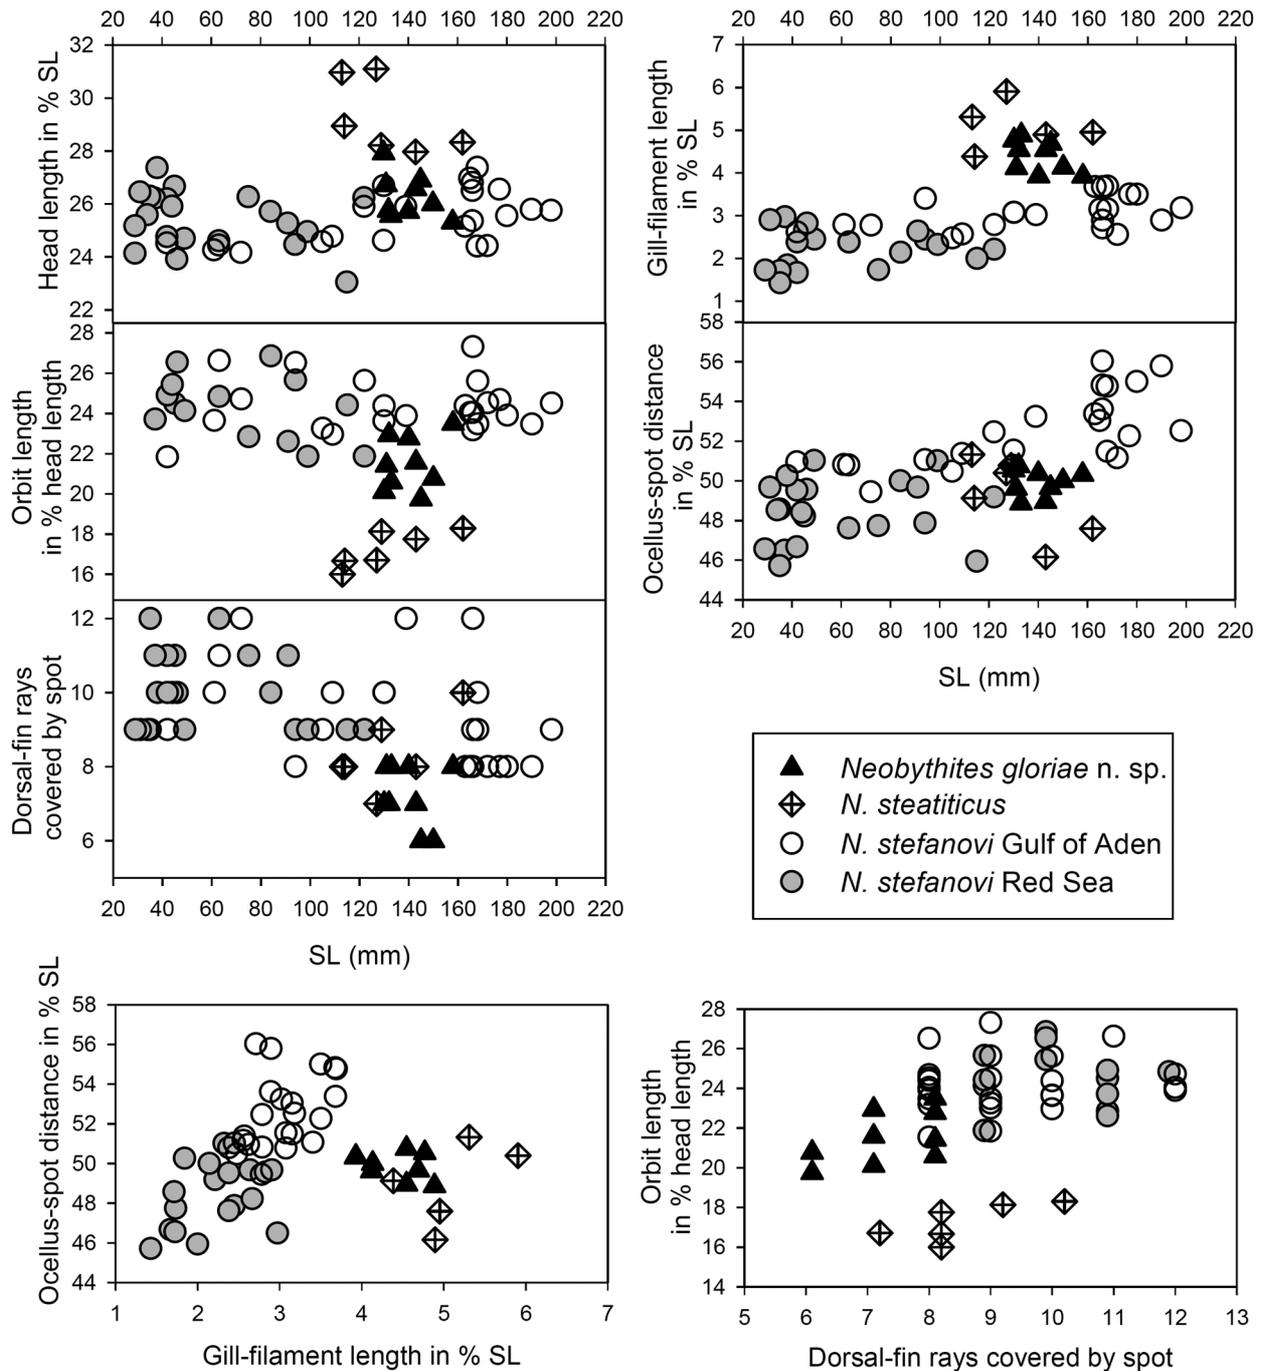 20 40 60 80 100 120 140 160 180 200 220
Head length in % SL
32
30
28
26
24
22
Orbit length
in % head length
28
26
24
22
20
18
16
Dorsal-fin rays
covered by spot
12
10
8
6
20 40 60 80 100 120 140 160 180 200 220
SL (mm)
20 40 60 80 100 120 140 160 180 200 220
Gill-filament length
in % SL
7
6
5
4
3
2
1
Ocellus-spot distance
in % SL
58
56
54
52
50
48
46
44
20 40 60 80 100 120 140 160 180 200 220
SL (mm)
Neobythites gloriae n. sp.
N. steatiticus
N. stefanovi Gulf of Aden
N. stefanovi Red Sea
Ocellus-spot distance in % SL
58
56
54
52
50
48
46
44
1 2 3 4 5 6 7
Gill-filament length in % SL
Orbit length
in % head length
28
26
24
22
20
18
16
14
5 6 7 8 9 10 11 12 13
Dorsal-fin rays covered by spot